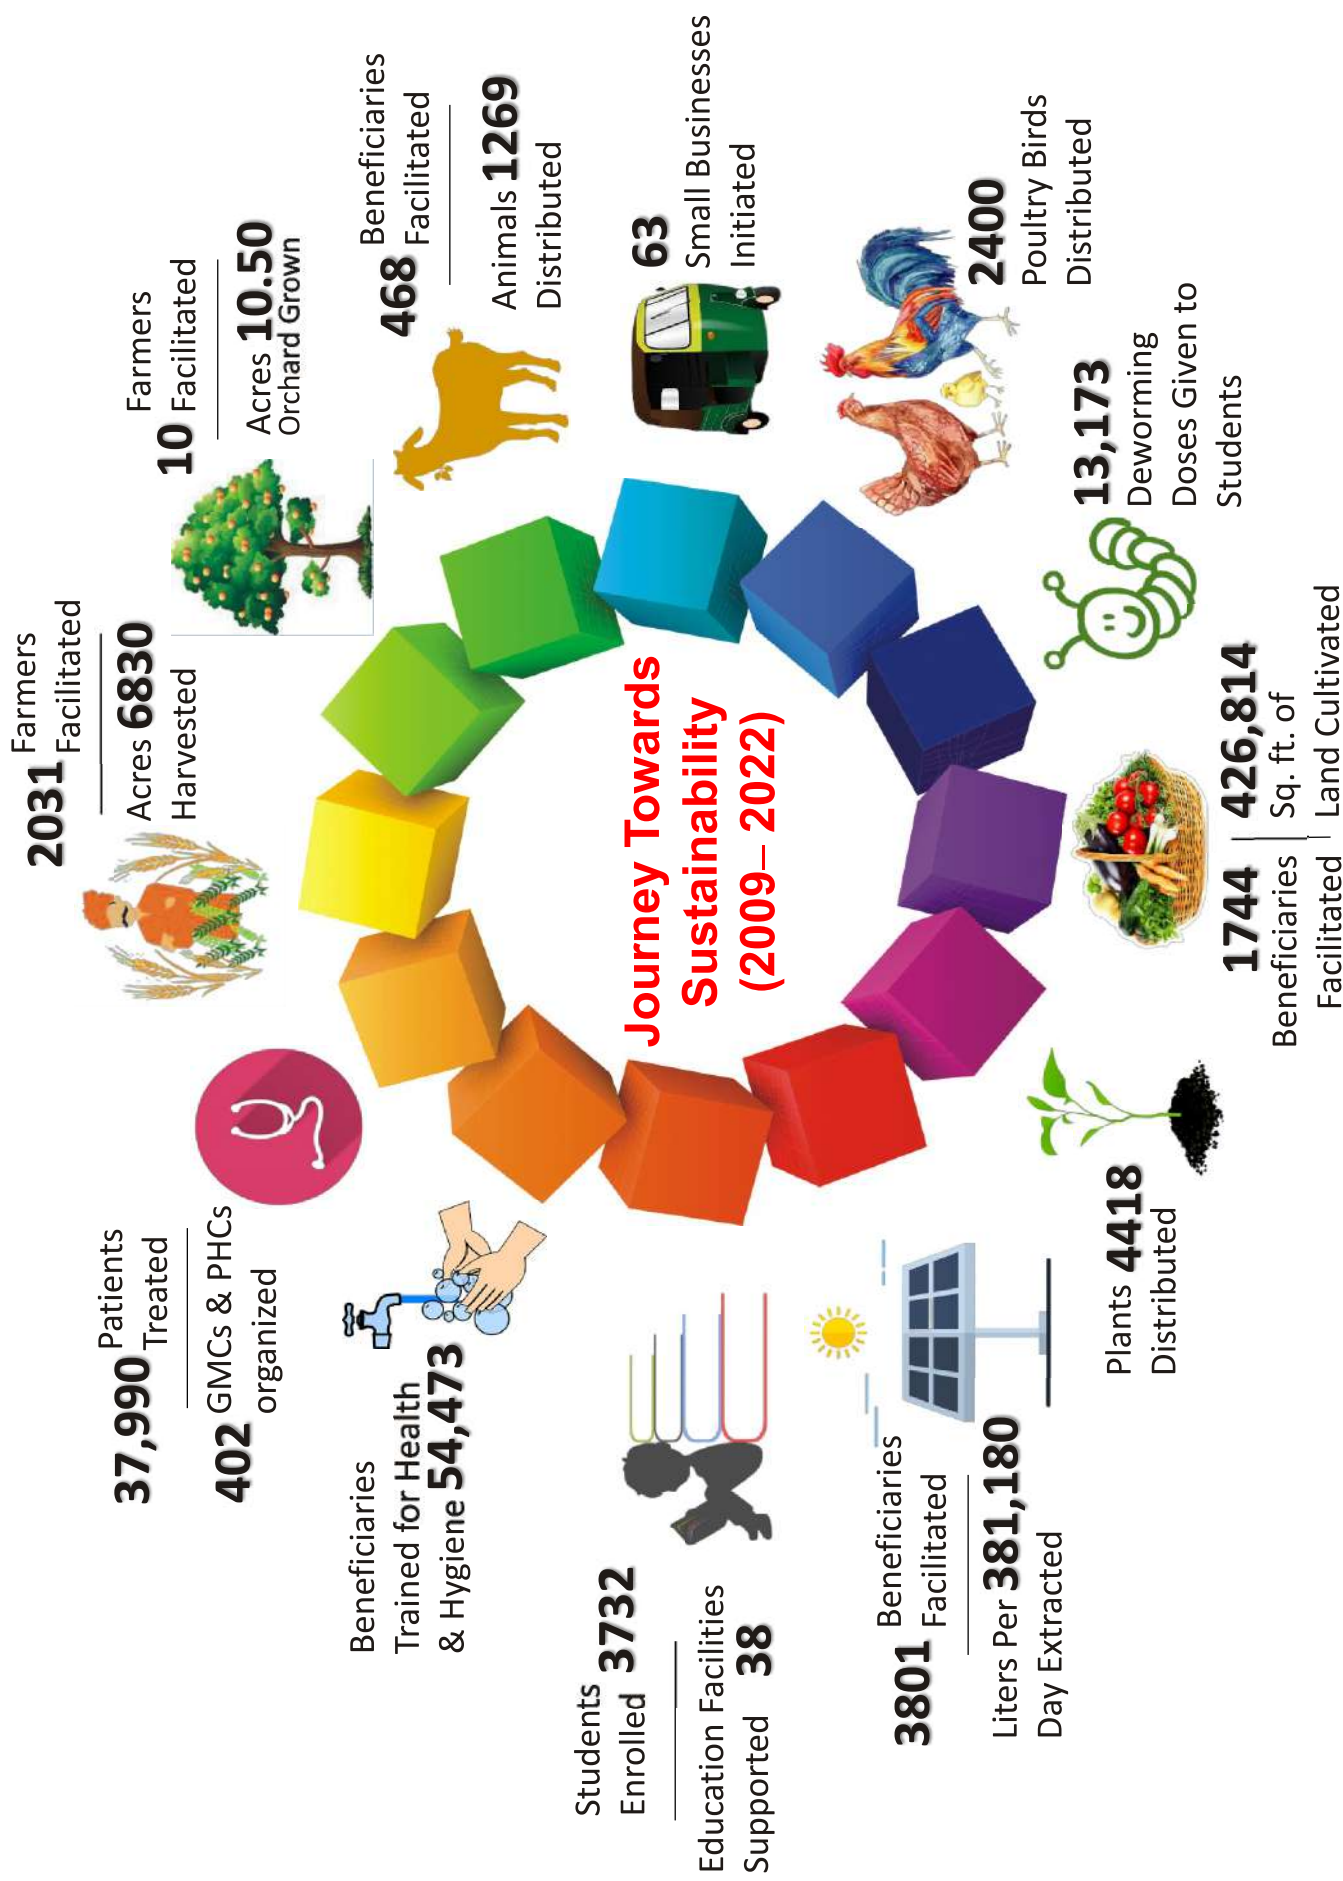 Journey Towards
Sustainability
(2009– 2022)
2031 Farmers
Facilitated
Acres 6830
Harvested
Farmers
10 Facilitated
Acres 10.50
Orchard Grown
Beneficiaries
468 Facilitated
Animals 1269
Distributed
63
Small Businesses
Initiated
2400
Poultry Birds
Distributed
13,173
Deworming
Doses Given to
Students
426,814
Sq. ft. of
Land Cultivated
1744
Beneficiaries
Facilitated
Plants 4418
Distributed
3801 Beneficiaries
Facilitated
Liters Per 381,180
Day Extracted
Students
Enrolled 3732
Education Facilities
Supported 38
Beneficiaries
Trained for Health
& Hygiene 54,473
37,990 Patients
Treated
402 GMCs & PHCs
organized